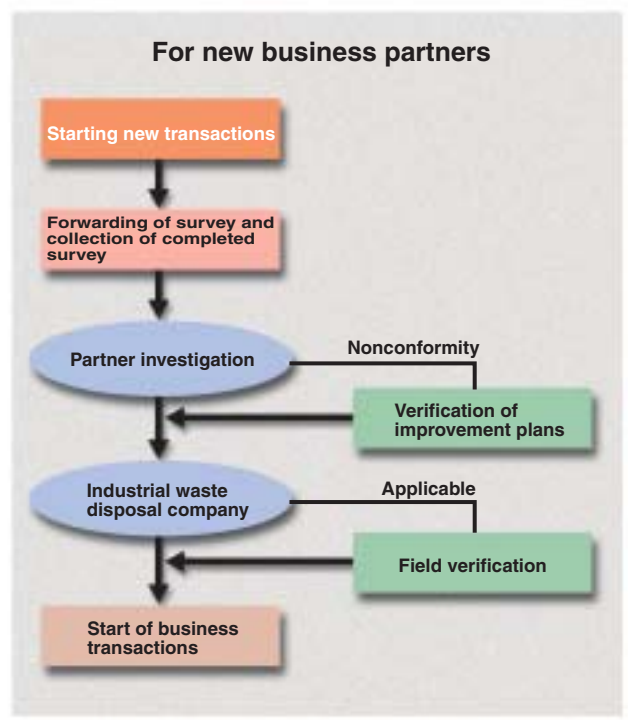 For new business partners
Starting new transactions
Forwarding of survey and
collection of completed
survey
Partner investigation
Nonconformity
Verification of
improvement plans
Industrial waste
disposal company
Applicable
Field verification
Start of business
transactions